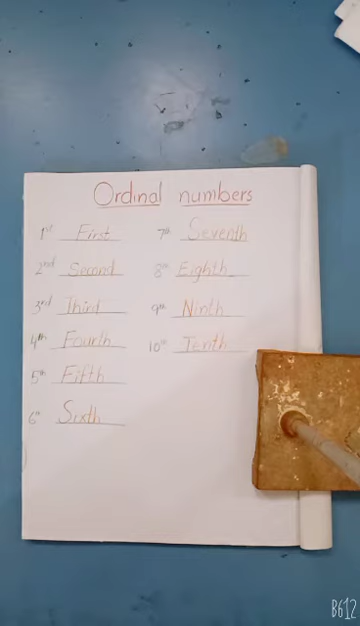 Ordinal numbers
1st First
2nd Second
3rd Third
4th Fourth
5th Fifth
6th Sixth
7th Seventh
8th Eighth
9th Ninth
10th Tenth
B612